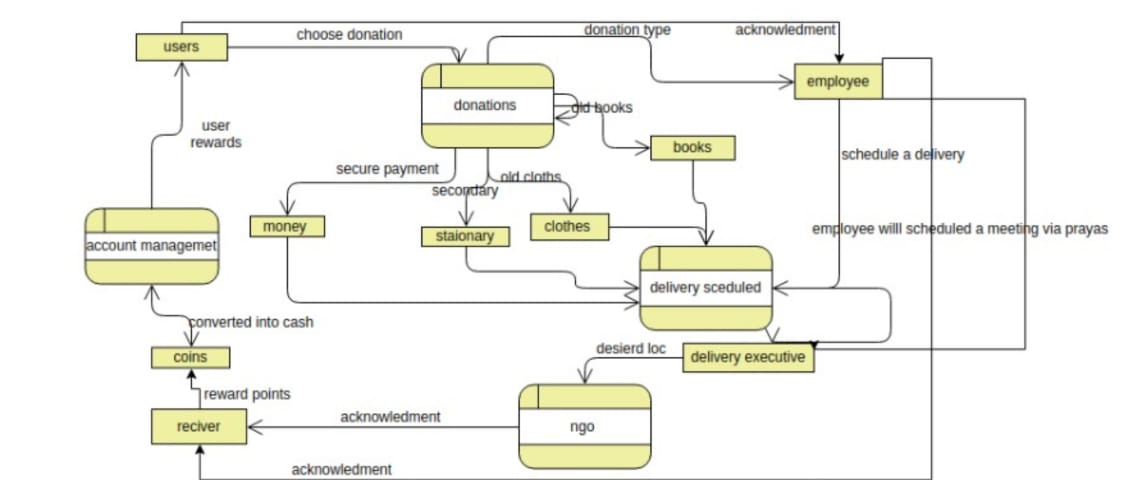 donation type
acknowledgment
users
choose donation
employee
donations
old books
user
rewards
books
schedule a delivery
secure payment
old cloths
secondary
money
staionary
clothes
employee willl scheduled a meeting via prayas
account managemet
delivery sceduled
converted into cash
coins
desierd loc
delivery executive
reward points
reciver
acknowledment
ngo
acknowledment